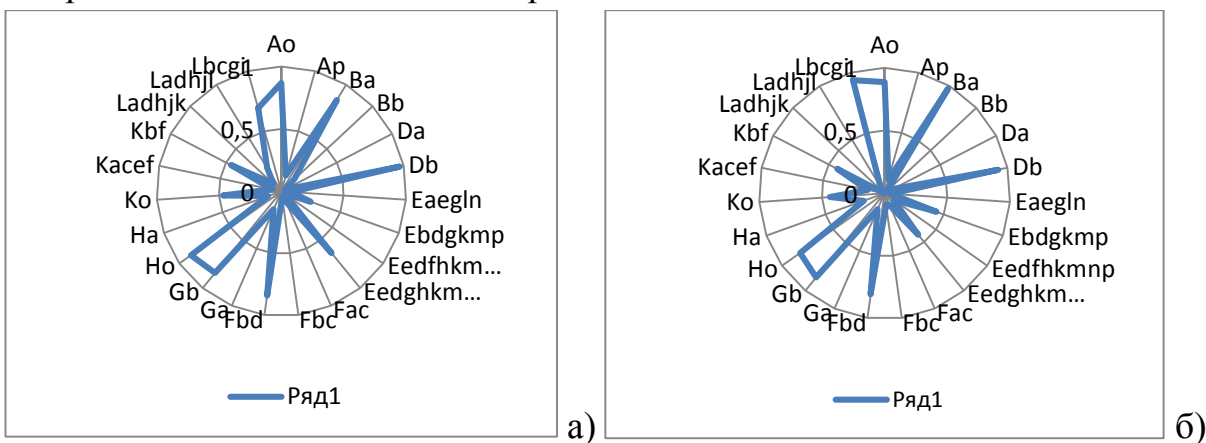 Ao
Ap
Ba
Bb
Da
Db
Eaegln
Ebdgkmp
Eedfhkm...
Eedghkm...
Fac
Fbc
Fbd
Ga
Gb
Ho
Ha
Ko
Kacef
Kbf
Ladhjk
Ladhjl
Lbcgi
1
0,5
0
Ряд1
а)
Ao
Ap
Ba
Bb
Da
Db
Eaegln
Ebdgkmp
Eedfhkmnp
Eedghkm...
Fac
Fbc
Fbd
Ga
Gb
Ho
Ha
Ko
Kacef
Kbf
Ladhjk
Ladhjl
Lbcgi
1
0,5
0
Ряд1
б)